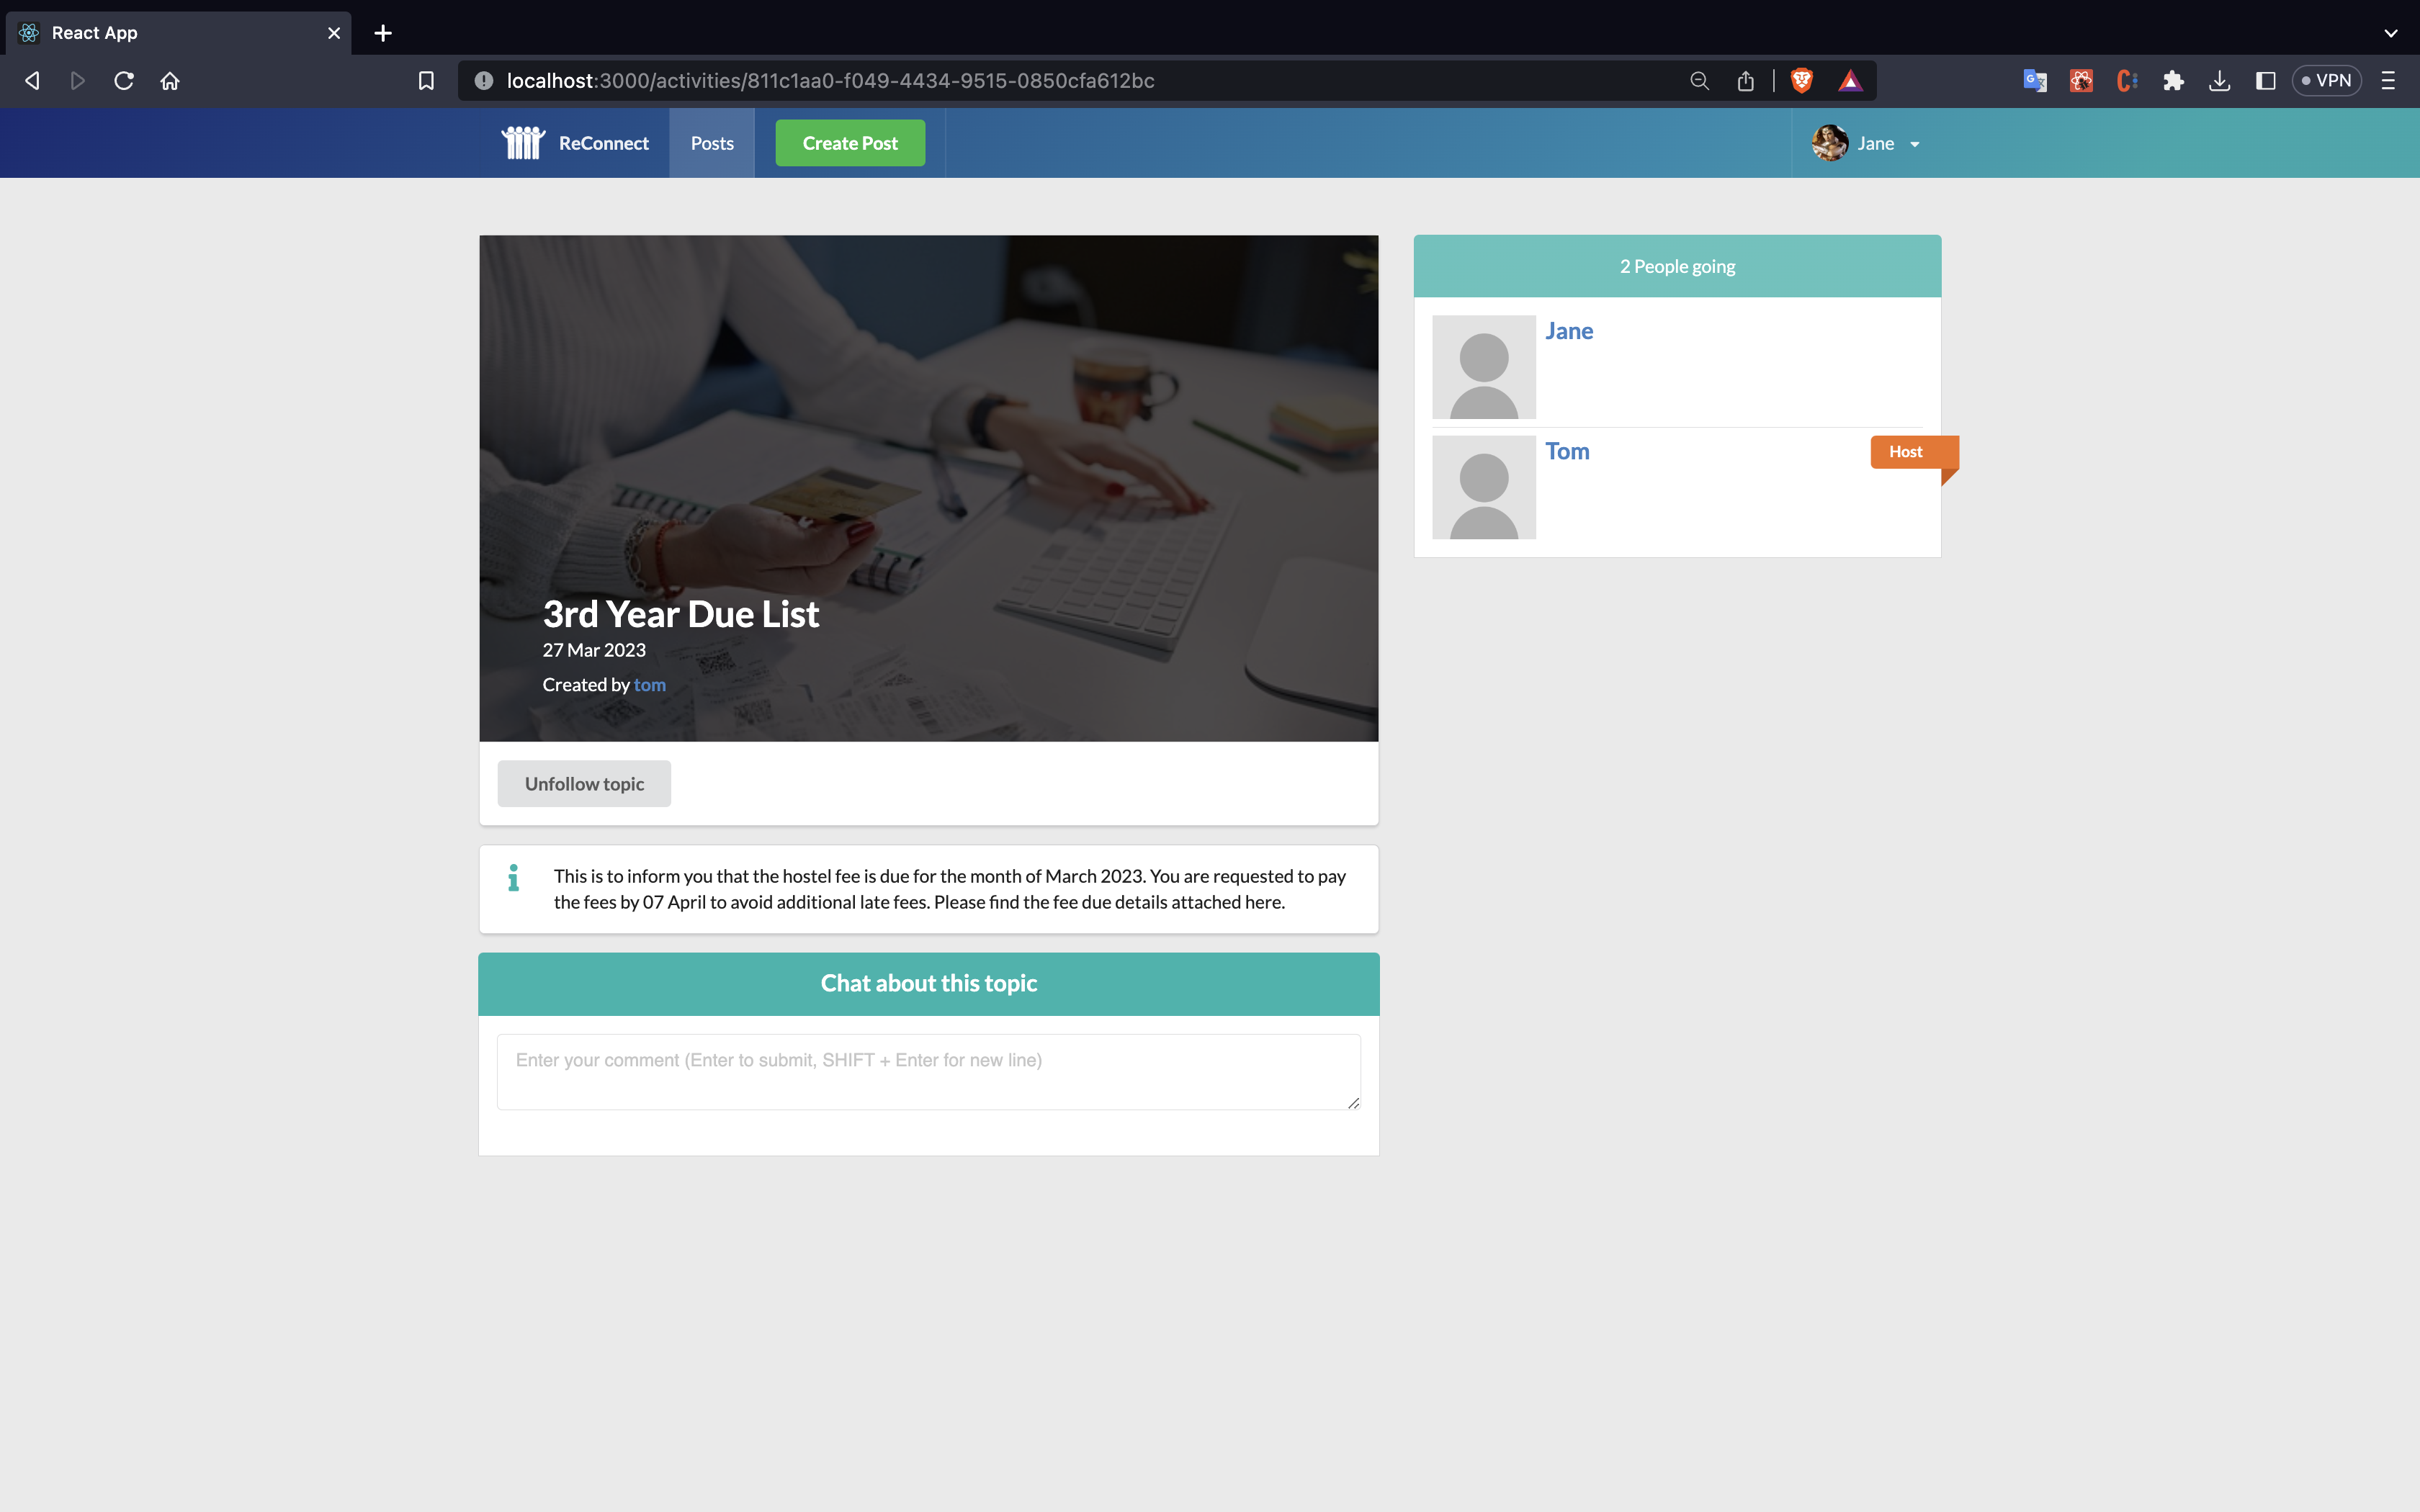 React App
localhost:3000/activities/811c1aa0-f049-4434-9515-0850cfa612bc
VPN
ReConnect
Posts
Create Post
Jane
2 People going
Jane
Tom
Host
3rd Year Due List
27 Mar 2023
Created by tom
Unfollow topic
This is to inform you that the hostel fee is due for the month of March 2023. You are requested to pay
the fees by 07 April to avoid additional late fees. Please find the fee due details attached here.
Chat about this topic
Enter your comment (Enter to submit, SHIFT + Enter for new line)